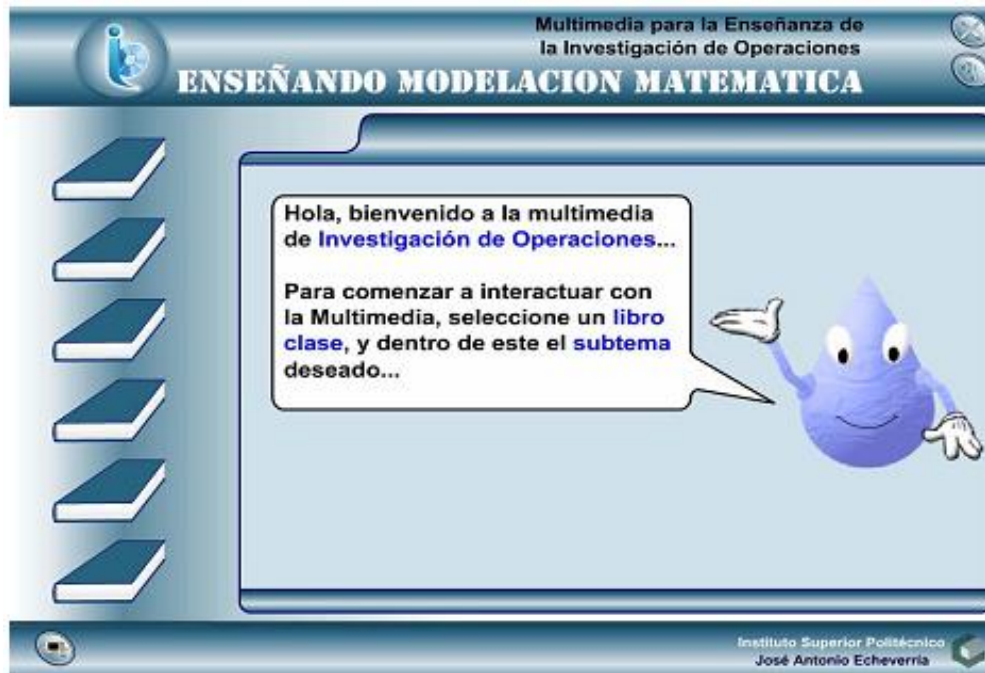 Multimedia para la Enseñanza de
la Investigación de Operaciones
ENSEÑANDO MODELACION MATEMATICA
Hola, bienvenido a la multimedia
de Investigación de Operaciones...
Para comenzar a interactuar con
la Multimedia, seleccione un libro
clase, y dentro de este el subtema
deseado...
Instituto Superior Politécnico
José Antonio Echeverría